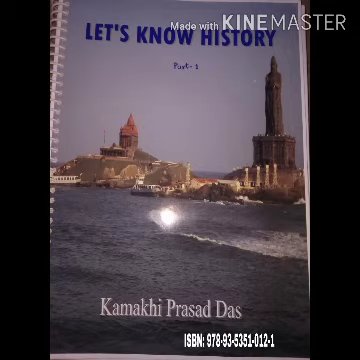 Made with KINEMASTER
LET'S KNOW HISTORY
Part-1
Kamakhi Prasad Das
ISBN: 978-93-5351-012-1